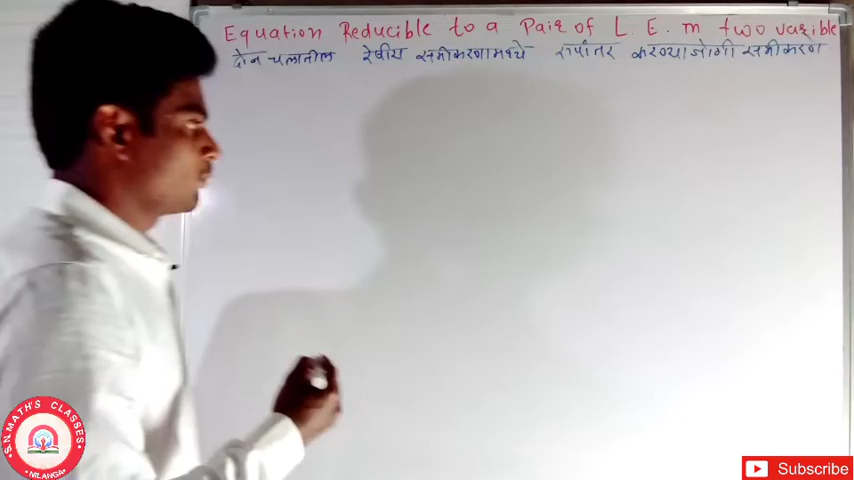 Equation Reducible to a Pair of L. E. in two varible
दोन चलातील रेषीय समीकरणामध्ये रुपांतर करण्याजोगी समीकरणे
S.N. MATH'S CLASSES
NILANGA
Subscribe